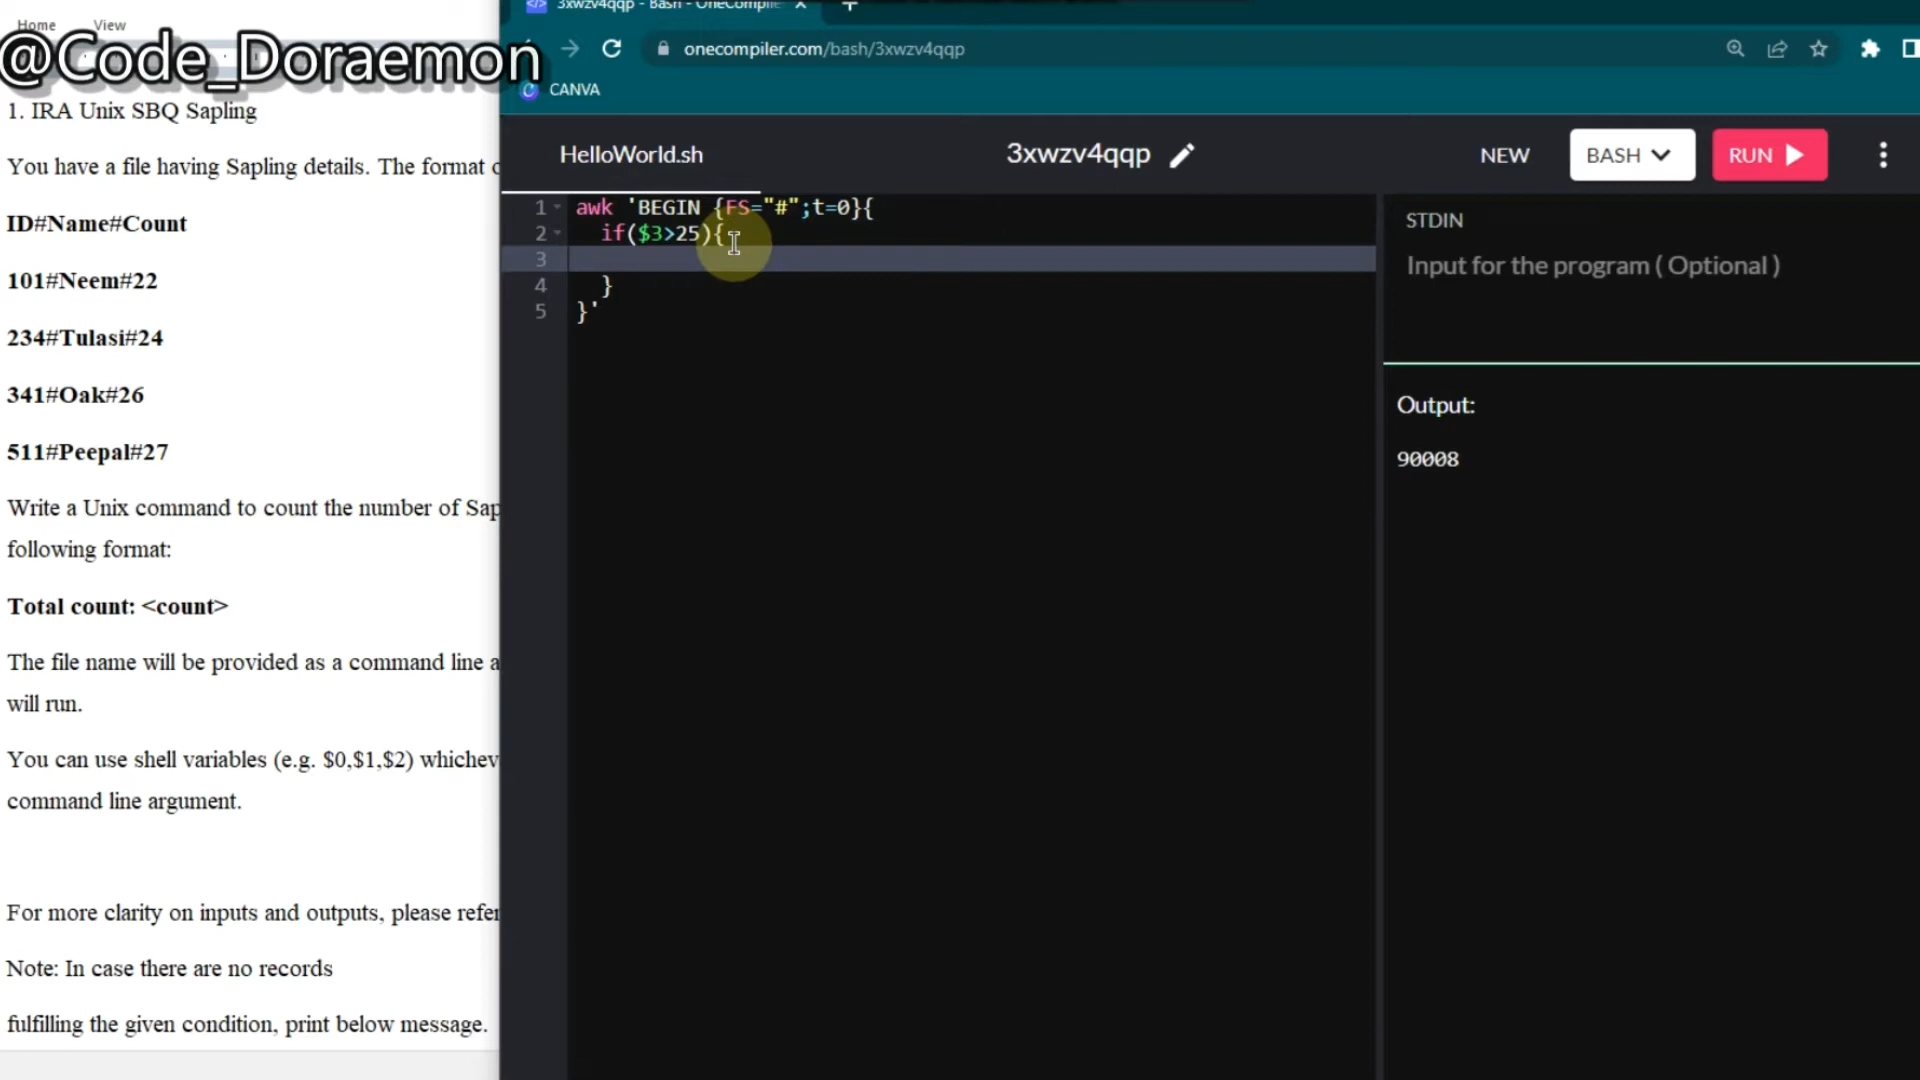 Home View
@Code_Doraemon
1. IRA Unix SBQ Sapling
You have a file having Sapling details. The format
ID#Name#Count
101#Neem#22
234#Tulasi#24
341#Oak#26
511#Peepal#27
Write a Unix command to count the number of Sap
following format:
Total count: <count>
The file name will be provided as a command line a
will run.
You can use shell variables (e.g. $0,$1,$2) whichev
command line argument.
For more clarity on inputs and outputs, please refer
Note: In case there are no records
fulfilling the given condition, print below message.
3xwzv4qqp - Bash - OneCompile
onecompiler.com/bash/3xwzv4qqp
CANVA
HelloWorld.sh 3xwzv4qqp NEW BASH RUN
1 awk 'BEGIN {FS="#";t=0}{
2 if($3>25){
3
4 }
5 }'
STDIN
Input for the program ( Optional )
Output:
90008